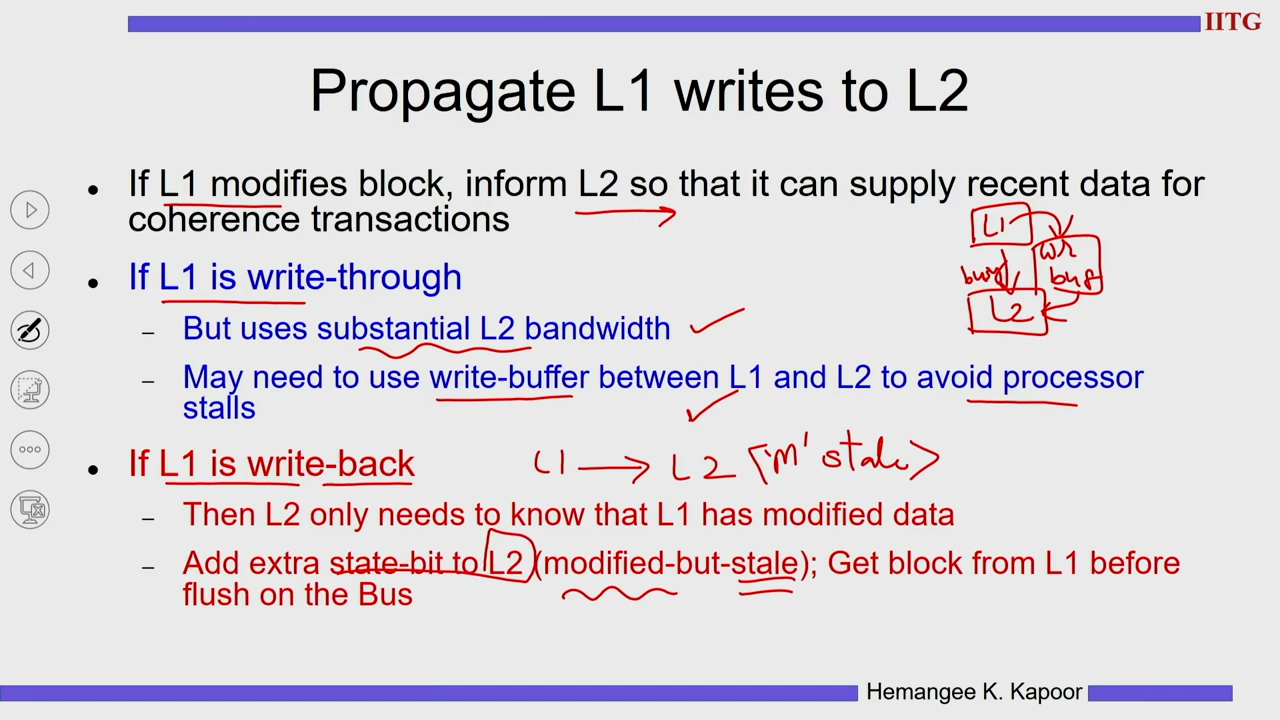 IITG
Propagate L1 writes to L2
• If L1 modifies block, inform L2 so that it can supply recent data for
coherence transactions
L1
wr
buf
L2
• If L1 is write-through
– But uses substantial L2 bandwidth
– May need to use write-buffer between L1 and L2 to avoid processor
stalls
• If L1 is write-back
L1 → L2 <'M' stale>
– Then L2 only needs to know that L1 has modified data
– Add extra state-bit to L2 (modified-but-stale); Get block from L1 before
flush on the Bus
Hemangee K. Kapoor